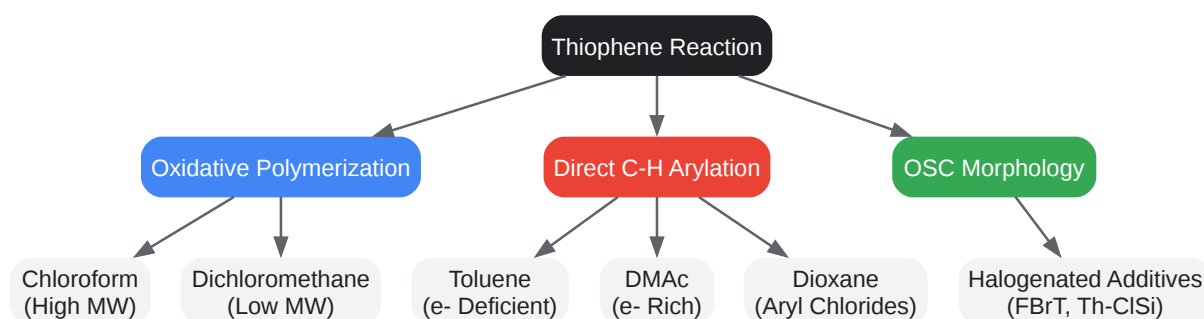 Thiophene Reaction
Oxidative Polymerization
Direct C-H Arylation
OSC Morphology
Chloroform
(High MW)
Dichloromethane
(Low MW)
Toluene
(e- Deficient)
DMAc
(e- Rich)
Dioxane
(Aryl Chlorides)
Halogenated Additives
(FBrT, Th-ClSi)